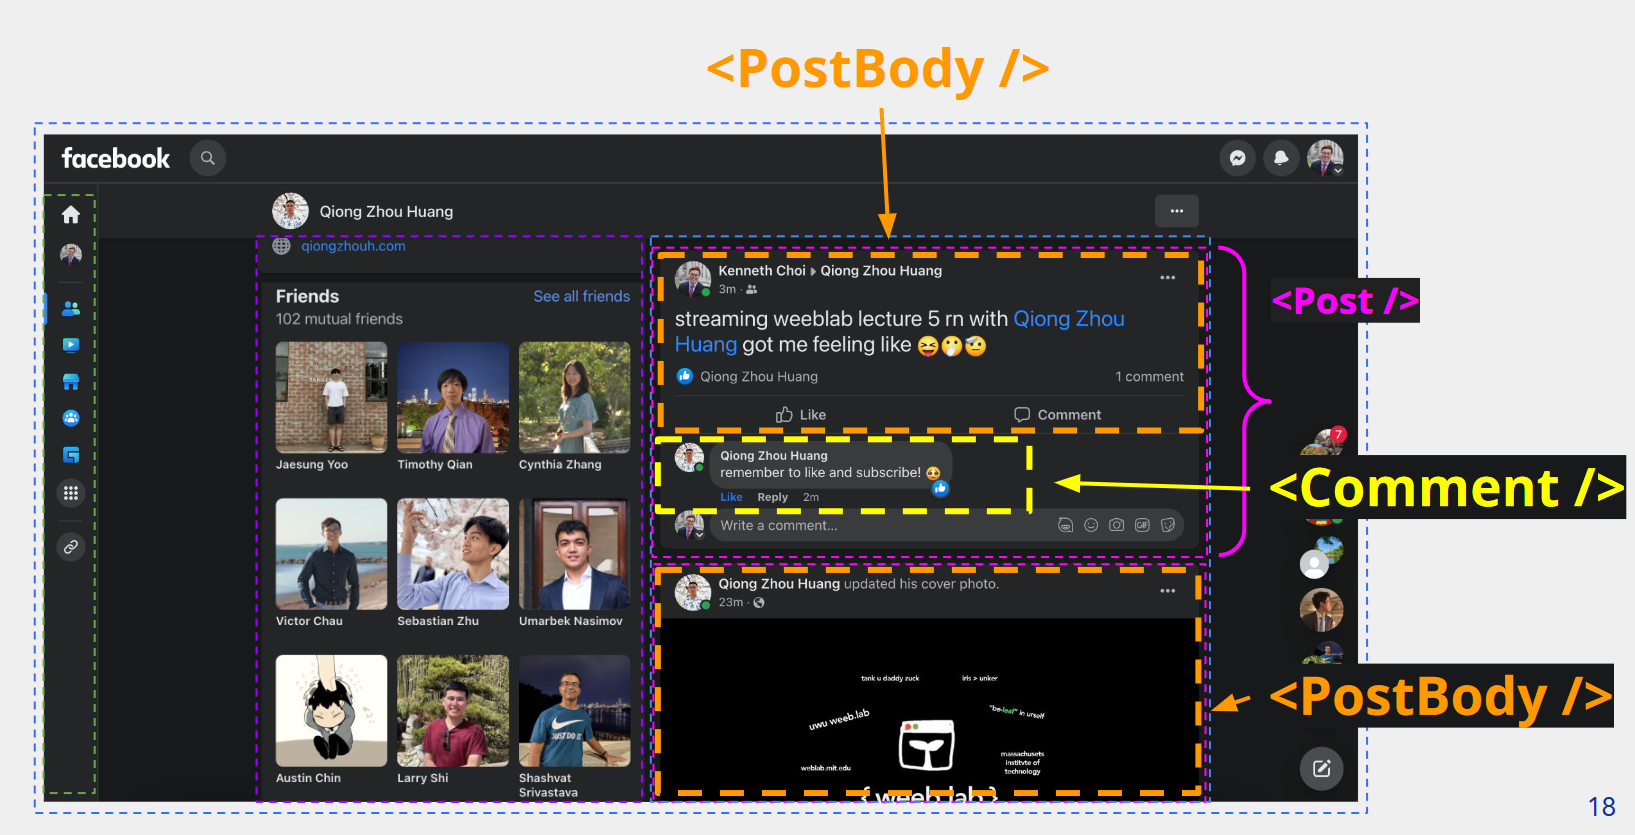 <PostBody />
facebook
Qiong Zhou Huang
qiongzhouh.com
Friends
See all friends
102 mutual friends
Jaesung Yoo
Timothy Qian
Cynthia Zhang
Victor Chau
Sebastian Zhu
Umarbek Nasimov
Austin Chin
Larry Shi
Shashvat
Srivastava
Kenneth Choi Qiong Zhou Huang
3m
streaming weeblab lecture 5 rn with Qiong Zhou
Huang got me feeling like
Qiong Zhou Huang
1 comment
Like
Comment
Qiong Zhou Huang
remember to like and subscribe!
Like Reply 2m
Write a comment...
GIF
Qiong Zhou Huang updated his cover photo.
23m
tank u daddy zuck
iris > unker
uwu weeb.lab
"be-leaf" in urself
weblab.mit.edu
massachusets
institvte of
technology
{ weeb lab }
<Post />
7
<Comment />
<PostBody />
18